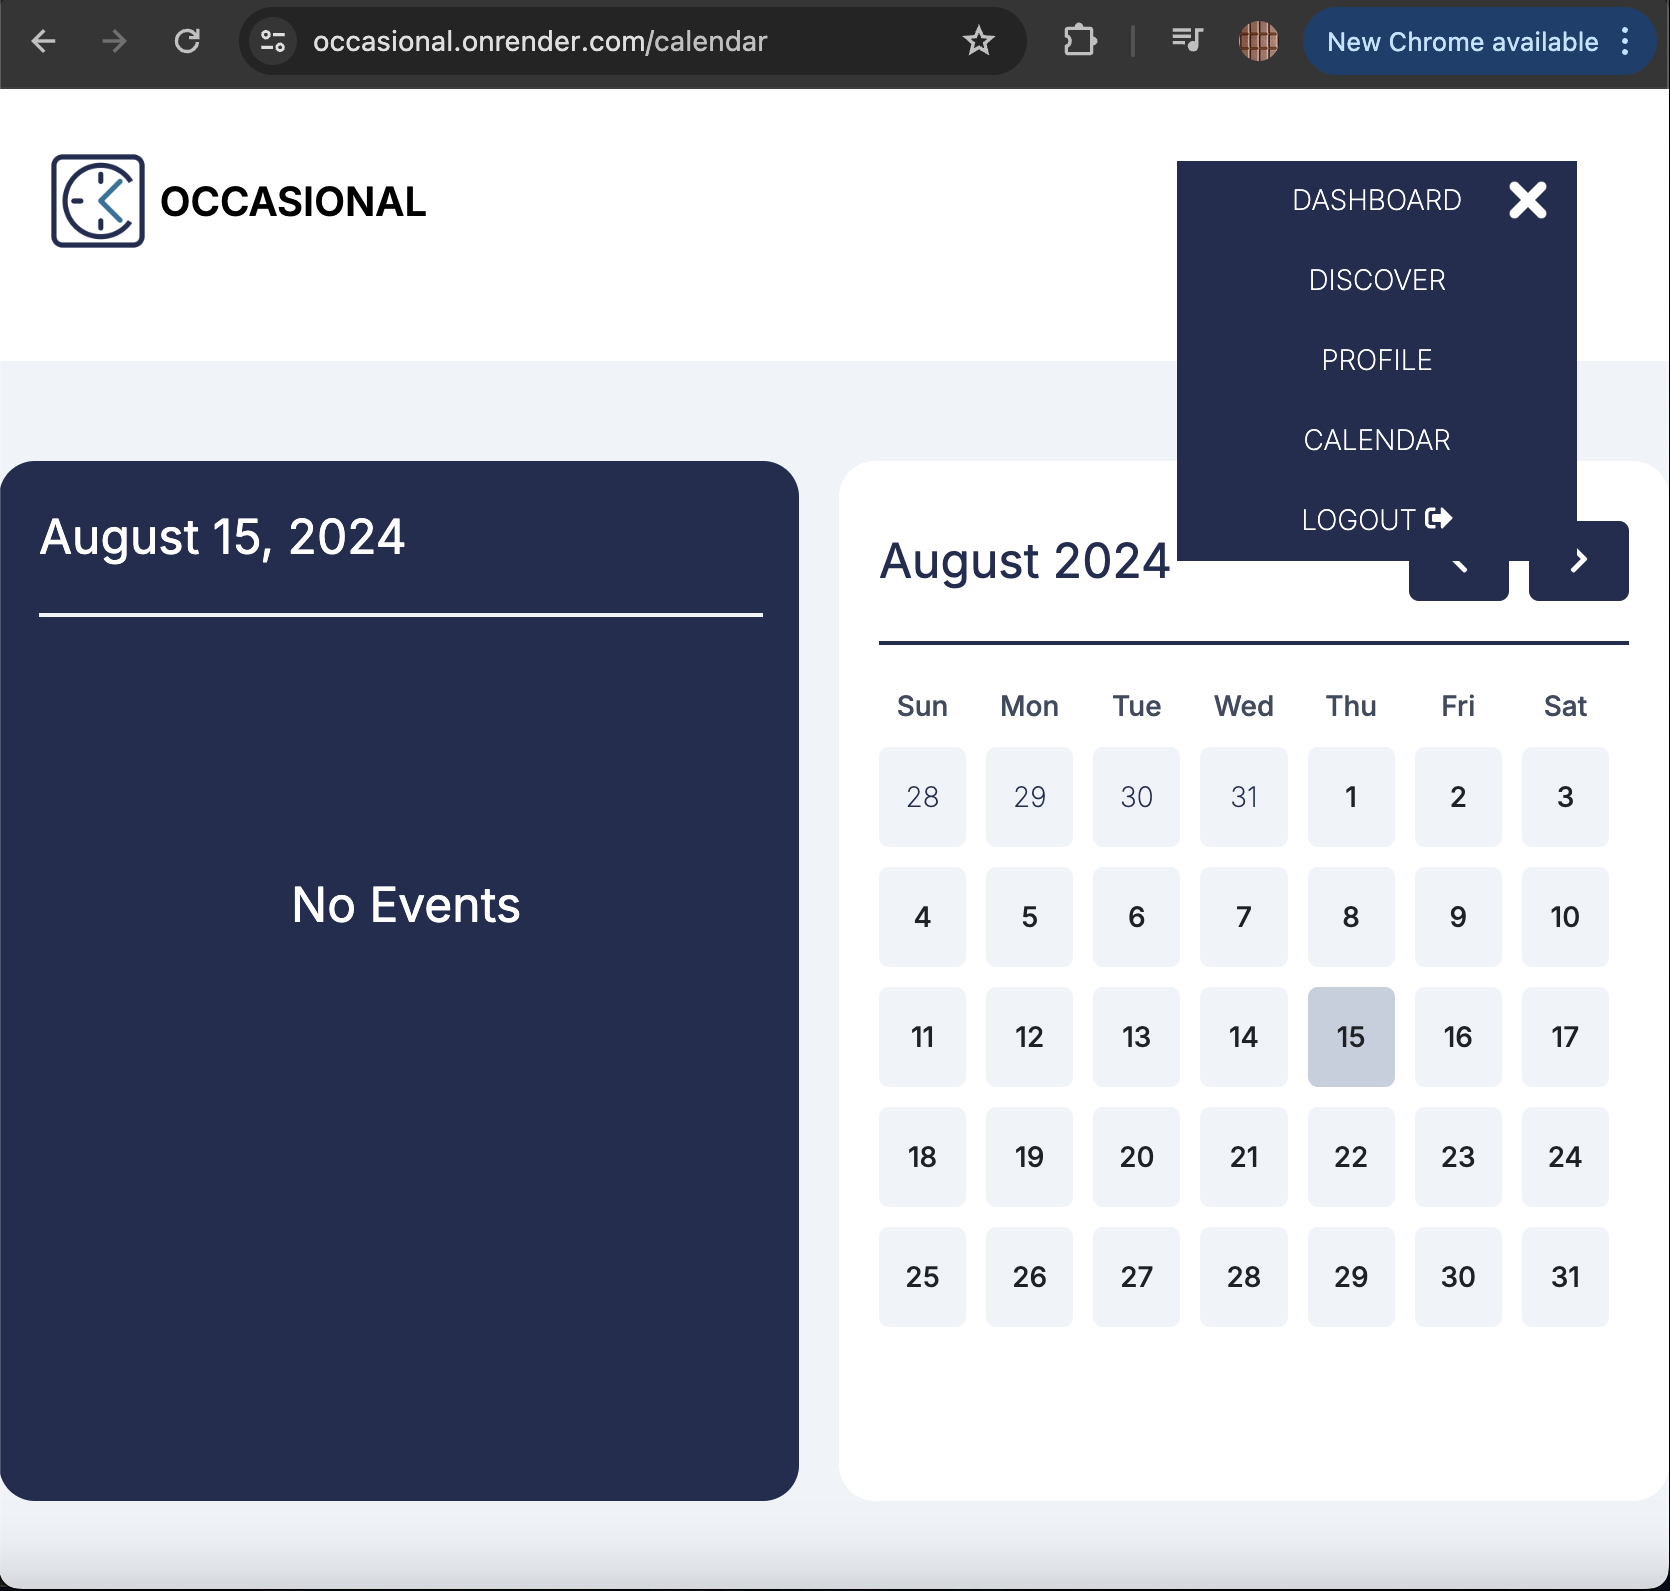 occasional.onrender.com/calendar
New Chrome available
OCCASIONAL
DASHBOARD
DISCOVER
PROFILE
CALENDAR
LOGOUT
August 15, 2024
No Events
August 2024
Sun Mon Tue Wed Thu Fri Sat
28 29 30 31 1 2 3
4 5 6 7 8 9 10
11 12 13 14 15 16 17
18 19 20 21 22 23 24
25 26 27 28 29 30 31